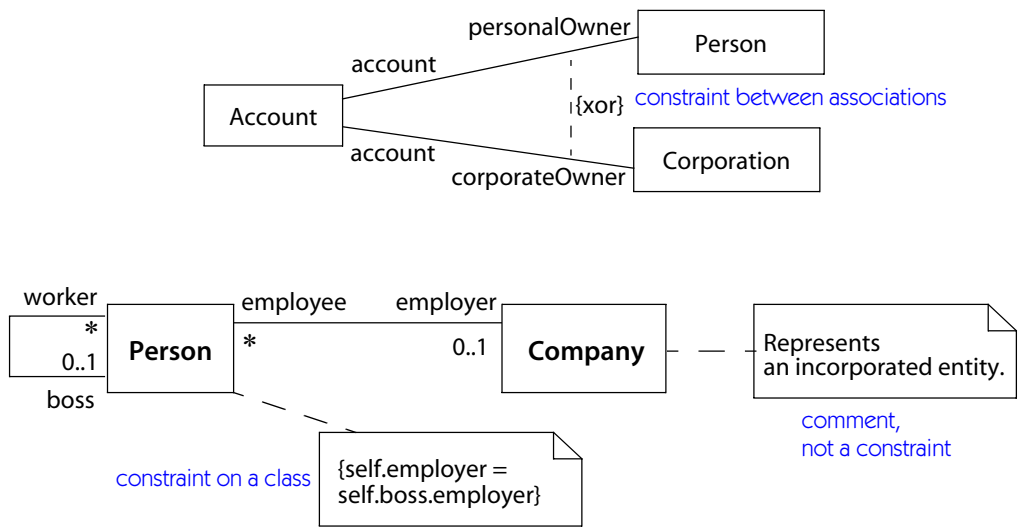 personalOwner
Person
account
Account
{xor}
constraint between associations
account
corporateOwner
Corporation
worker
*
0..1
boss
Person
employee
*
employer
0..1
Company
Represents
an incorporated entity.
comment,
not a constraint
constraint on a class
{self.employer =
self.boss.employer}